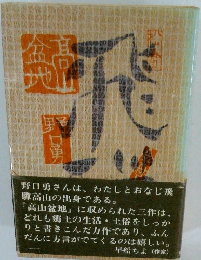 高山
盆地
飛
野口勇
野口勇さんは、わたしとおなじ飛
驒高山の出身である。
『高山盆地』に収められた三作は、
どれも郷土の生活・土俗をしっか
りと書きこんだ力作であり、ふん
だんに方言がでてくるのは嬉しい。
早船ちよ(作家)